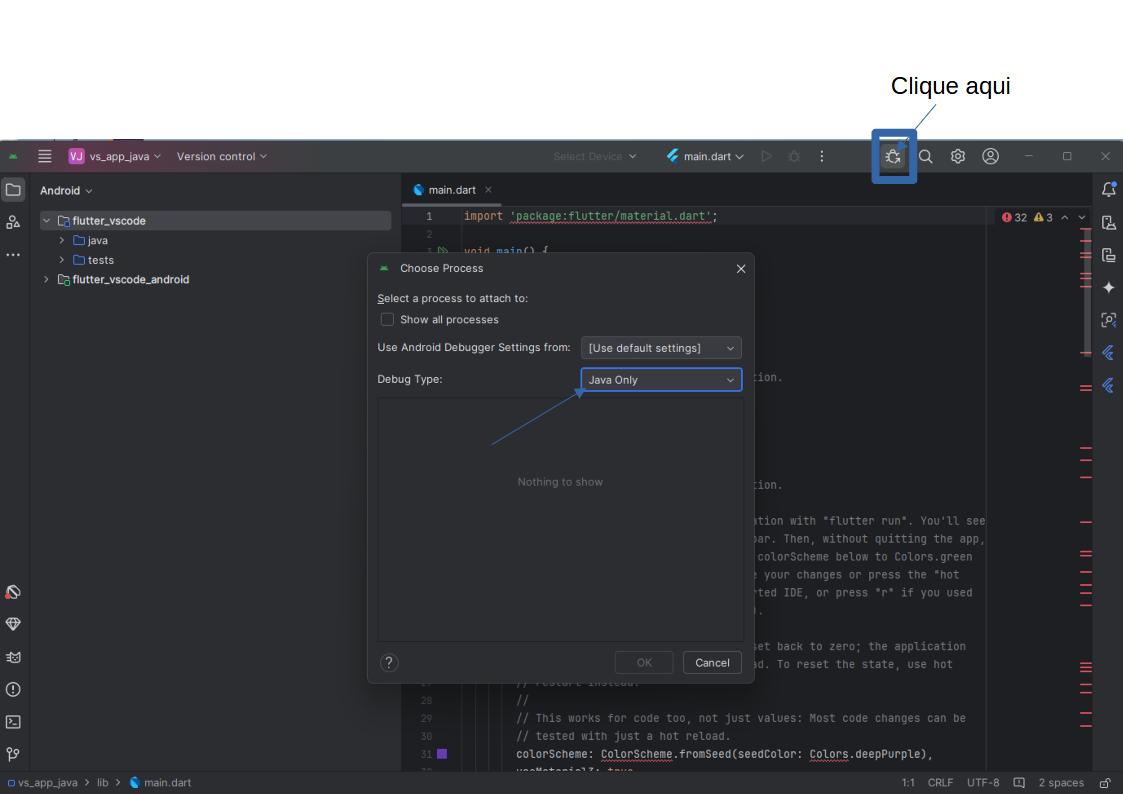 Clique aqui
VJ vs_app_java Version control Select Device main.dart
Android main.dart
flutter_vscode
java
tests
flutter_vscode_android
1 import 'package:flutter/material.dart'; 32 3
2
3 void main() {
Choose Process
Select a process to attach to:
Show all processes
Use Android Debugger Settings from: [Use default settings]
Debug Type: Java Only
Nothing to show
OK Cancel
?
tion.
tion.
ation with "flutter run". You'll see
bar. Then, without quitting the app,
colorScheme below to Colors.green
your changes or press the "hot
rted IDE, or press "r" if you used
set back to zero; the application
ad. To reset the state, use hot
// restart instead.
28 //
29 // This works for code too, not just values: Most code changes can be
30 // tested with just a hot reload.
31 colorScheme: ColorScheme.fromSeed(seedColor: Colors.deepPurple),
useMaterial3: true
vs_app_java > lib > main.dart 1:1 CRLF UTF-8 2 spaces